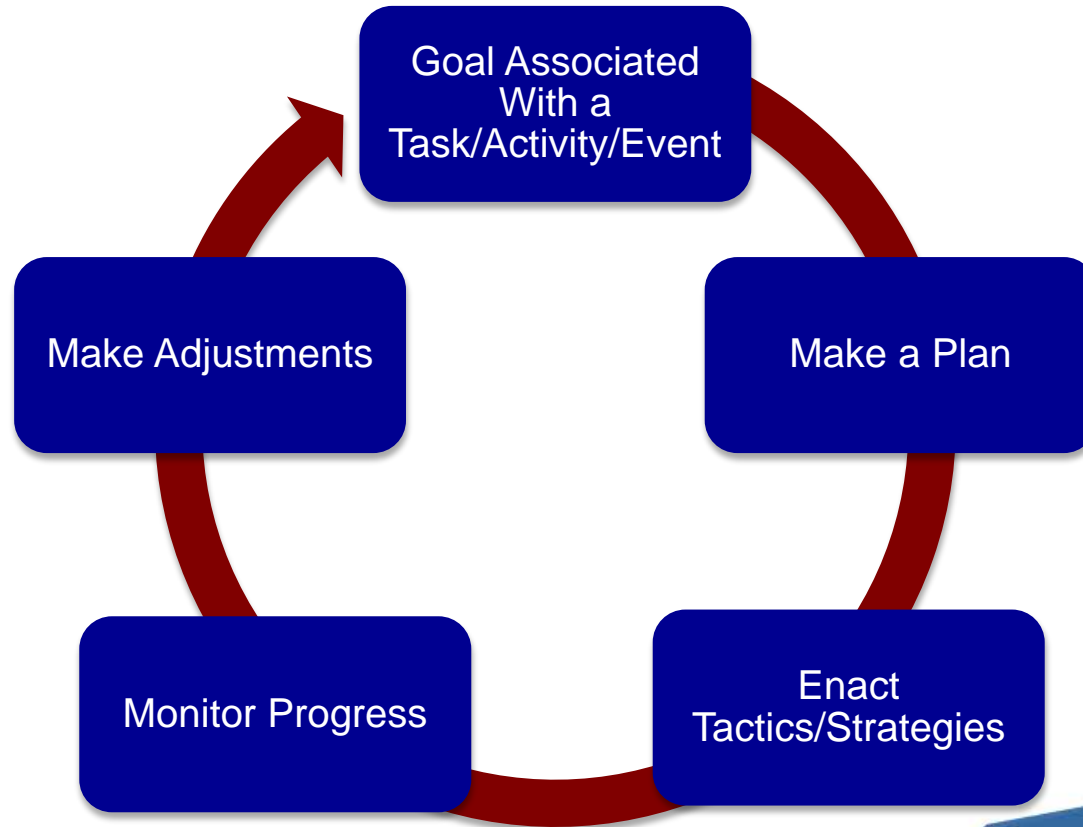 Goal Associated
With a
Task/Activity/Event
Make a Plan
Enact
Tactics/Strategies
Monitor Progress
Make Adjustments